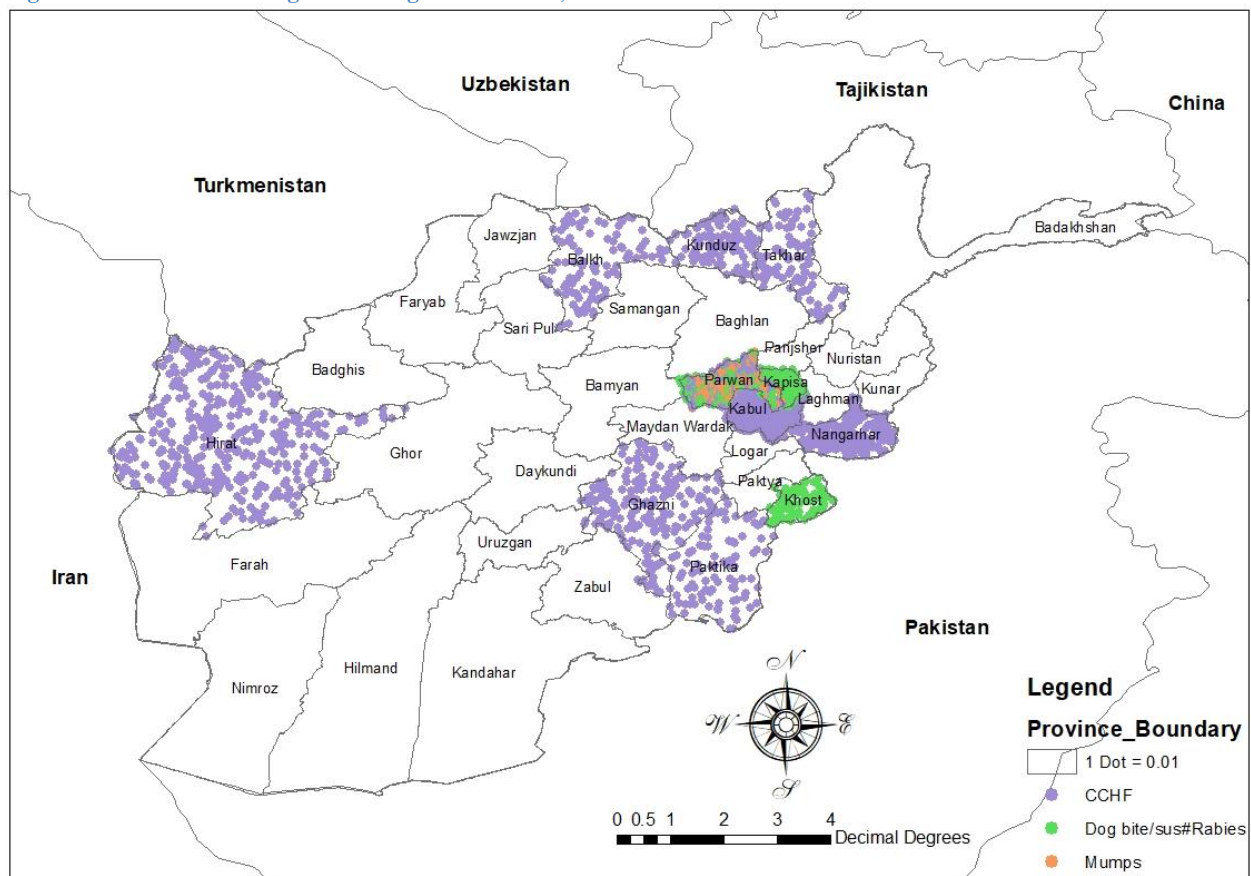 Uzbekistan
Tajikistan
China
Turkmenistan
Badakhshan
Jawzjan
Kunduz
Takhar
Balkh
Faryab
Samangan
Baghlan
Sari Pul
Panjsher
Nuristan
Badghis
Bamyan
Parwan
Kapisa
Kunar
Laghman
Kabul
Maydan Wardak
Nangarhar
Hirat
Ghor
Logar
Daykundi
Paktya
Ghazni
Khost
Uruzgan
Farah
Iran
Paktika
Zabul
Pakistan
N
Hilmand
Kandahar
Nimroz
W
E
S
Legend
Province_Boundary
1 Dot = 0.01
CCHF
Dog bite/sus#Rabies
Mumps
0 0.5 1 2 3 4
Decimal Degrees